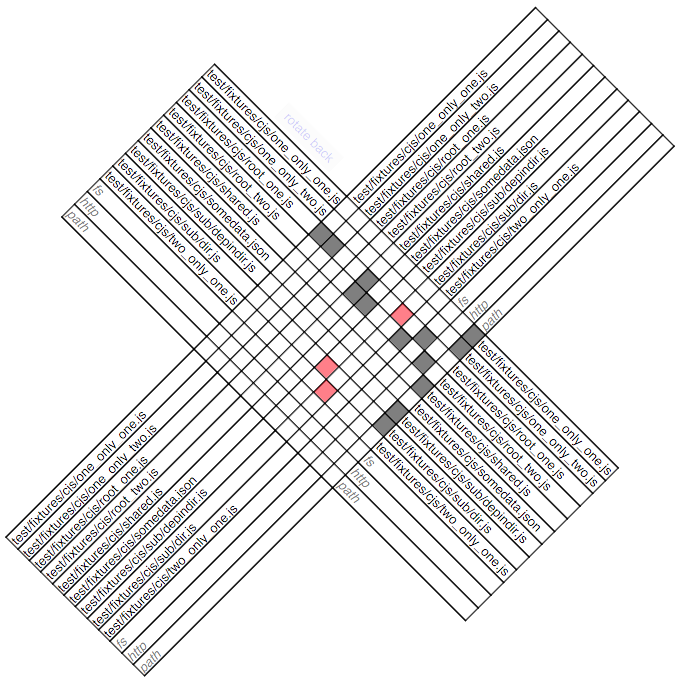 test/fixtures/cjs/one_only_one.js
test/fixtures/cjs/one_only_two.js
test/fixtures/cjs/root_one.js
test/fixtures/cjs/root_two.js
test/fixtures/cjs/shared.js
test/fixtures/cjs/somedata.json
test/fixtures/cjs/sub/depindir.js
test/fixtures/cjs/sub/dir.js
test/fixtures/cjs/two_only_one.js
fs
http
path
rotate back
test/fixtures/cjs/one_only_one.js
test/fixtures/cjs/one_only_two.js
test/fixtures/cjs/root_one.js
test/fixtures/cjs/root_two.js
test/fixtures/cjs/shared.js
test/fixtures/cjs/somedata.json
test/fixtures/cjs/sub/depindir.js
test/fixtures/cjs/sub/dir.js
test/fixtures/cjs/two_only_one.js
fs
http
path
test/fixtures/cjs/one_only_one.js
test/fixtures/cjs/one_only_two.js
test/fixtures/cjs/root_one.js
test/fixtures/cjs/root_two.js
test/fixtures/cjs/shared.js
test/fixtures/cjs/somedata.json
test/fixtures/cjs/sub/depindir.js
test/fixtures/cjs/sub/dir.js
test/fixtures/cjs/two_only_one.js
fs
http
path
test/fixtures/cjs/one_only_one.js
test/fixtures/cjs/one_only_two.js
test/fixtures/cjs/root_one.js
test/fixtures/cjs/root_two.js
test/fixtures/cjs/shared.js
test/fixtures/cjs/somedata.json
test/fixtures/cjs/sub/depindir.js
test/fixtures/cjs/sub/dir.js
test/fixtures/cjs/two_only_one.js
fs
http
path